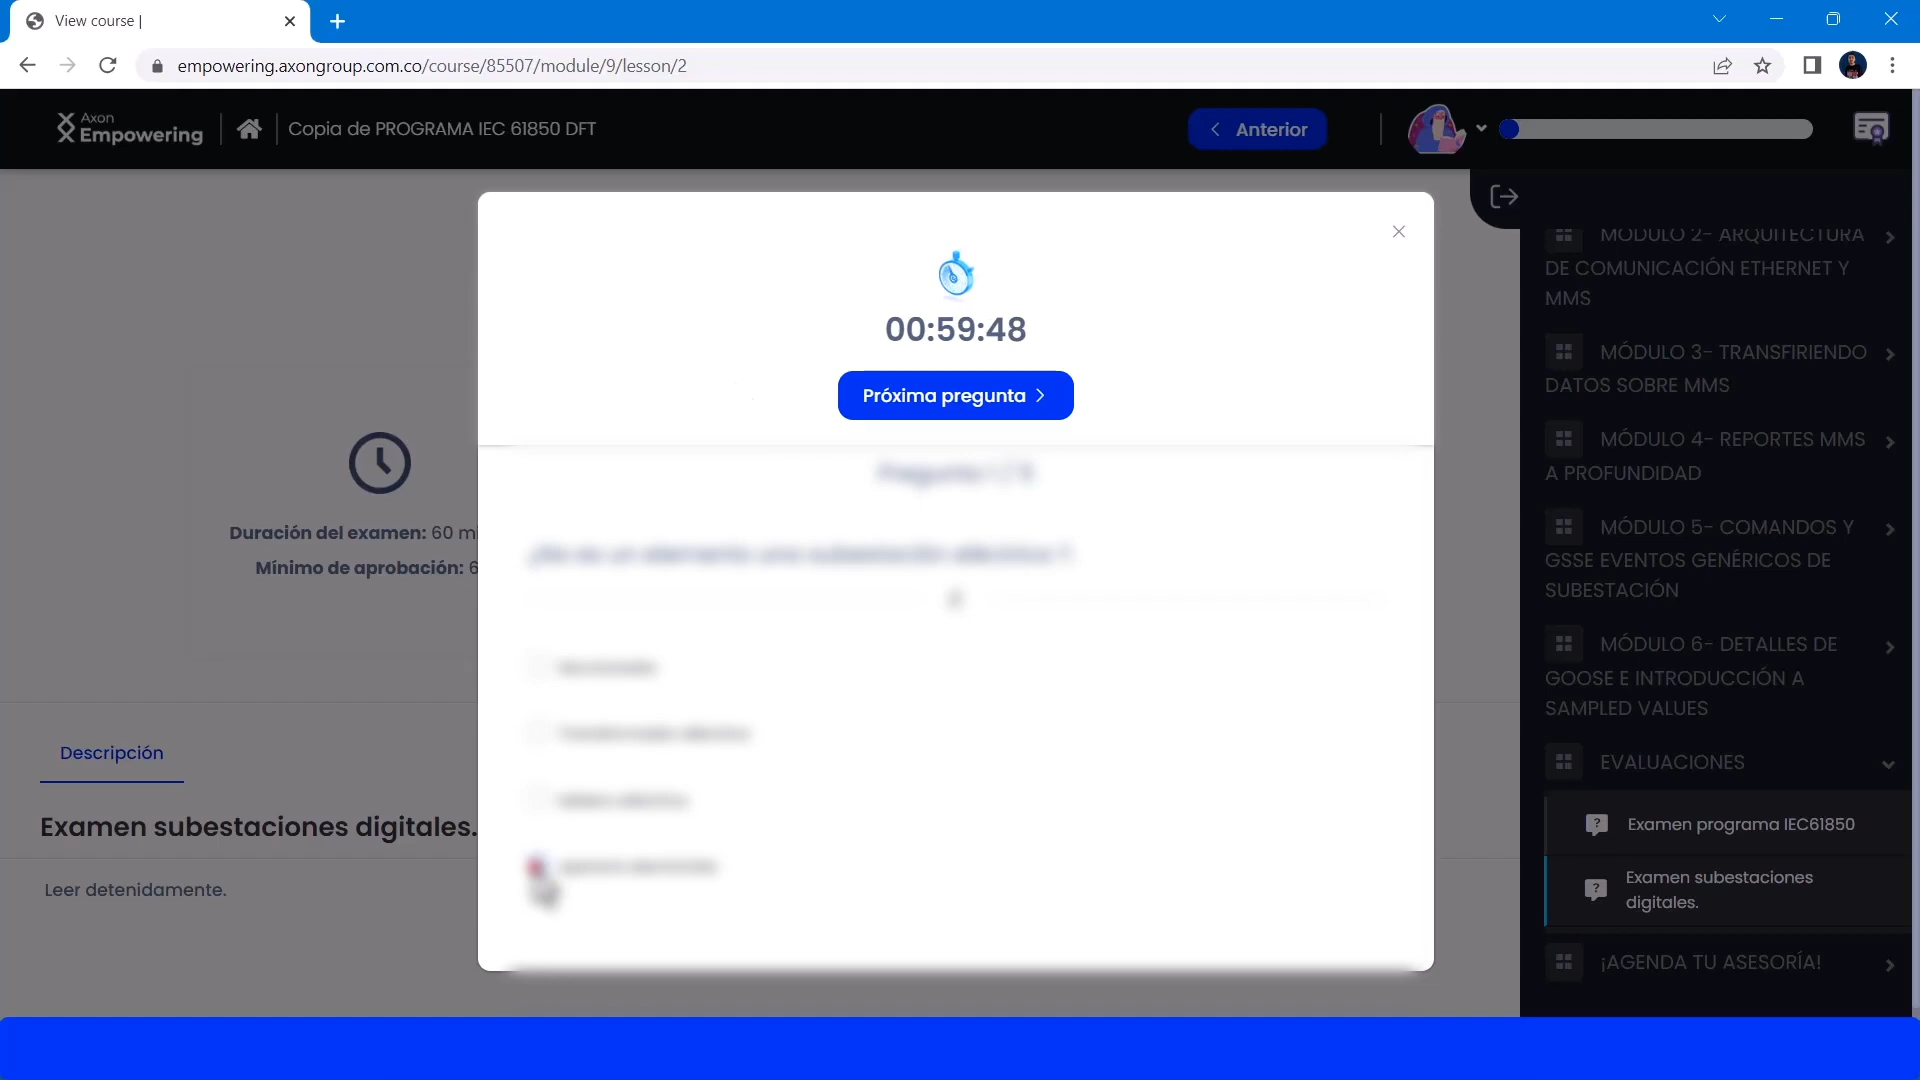 View course |
empowering.axongroup.com.co/course/85507/module/9/lesson/2
Axon
Empowering
Copia de PROGRAMA IEC 61850 DFT
Anterior
00:59:48
Próxima pregunta
Duración del examen: 60 mi
Mínimo de aprobación: 6
Descripción
Examen subestaciones digitales.
Leer detenidamente.
MÓDULO 2- ARQUITECTURA
DE COMUNICACIÓN ETHERNET Y
MMS
MÓDULO 3- TRANSFIRIENDO
DATOS SOBRE MMS
MÓDULO 4- REPORTES MMS
A PROFUNDIDAD
MÓDULO 5- COMANDOS Y
GSSE EVENTOS GENÉRICOS DE
SUBESTACIÓN
MÓDULO 6- DETALLES DE
GOOSE E INTRODUCCIÓN A
SAMPLED VALUES
EVALUACIONES
Examen programa IEC61850
Examen subestaciones
digitales.
¡AGENDA TU ASESORÍA!